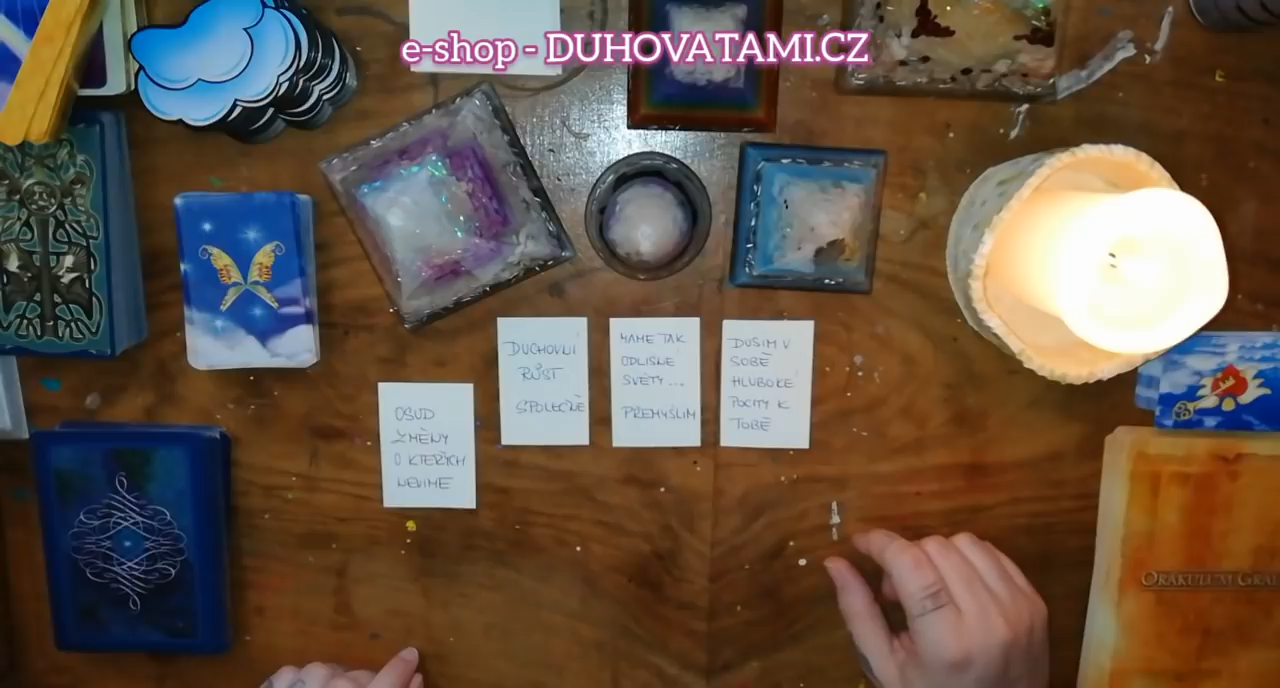 e-shop - DUHOVATAMI.CZ
OSUD
ZMĚNY
O KTERÝCH
NEVÍME
DUCHOVNÍ
RŮST
SPOLEČNĚ
MÁME TAK
ODLIŠNÉ
SVĚTY ...
PŘEMÝŠLÍM
DUSÍM V
SOBĚ
HLUBOKÉ
POCITY K
TOBĚ
ORAKULUM GRA